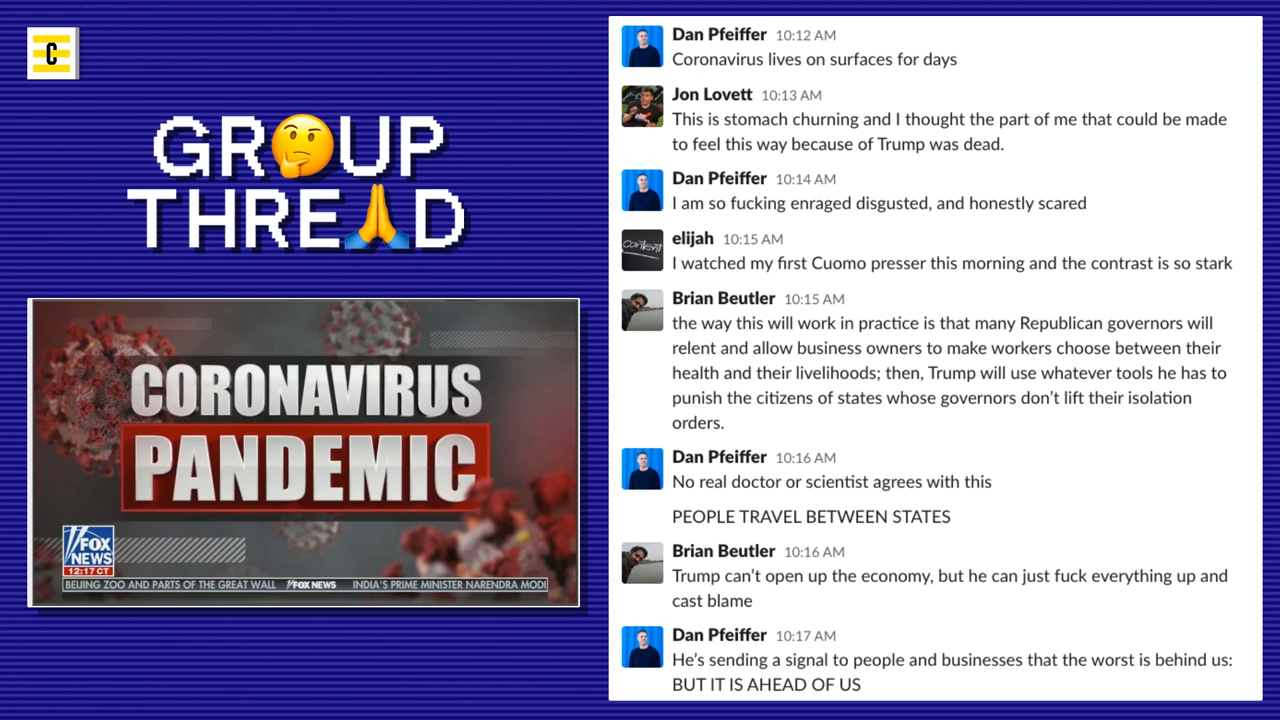 C
GR🤔UP
THRE🙏D
CORONAVIRUS
PANDEMIC
FOX
NEWS
12:17 CT
BEIJING ZOO AND PARTS OF THE GREAT WALL FOX NEWS INDIA'S PRIME MINISTER NARENDRA MODI
Dan Pfeiffer 10:12 AM
Coronavirus lives on surfaces for days
Jon Lovett 10:13 AM
This is stomach churning and I thought the part of me that could be made
to feel this way because of Trump was dead.
Dan Pfeiffer 10:14 AM
I am so fucking enraged disgusted, and honestly scared
content
elijah 10:15 AM
I watched my first Cuomo presser this morning and the contrast is so stark
Brian Beutler 10:15 AM
the way this will work in practice is that many Republican governors will
relent and allow business owners to make workers choose between their
health and their livelihoods; then, Trump will use whatever tools he has to
punish the citizens of states whose governors don't lift their isolation
orders.
Dan Pfeiffer 10:16 AM
No real doctor or scientist agrees with this
PEOPLE TRAVEL BETWEEN STATES
Brian Beutler 10:16 AM
Trump can't open up the economy, but he can just fuck everything up and
cast blame
Dan Pfeiffer 10:17 AM
He's sending a signal to people and businesses that the worst is behind us:
BUT IT IS AHEAD OF US